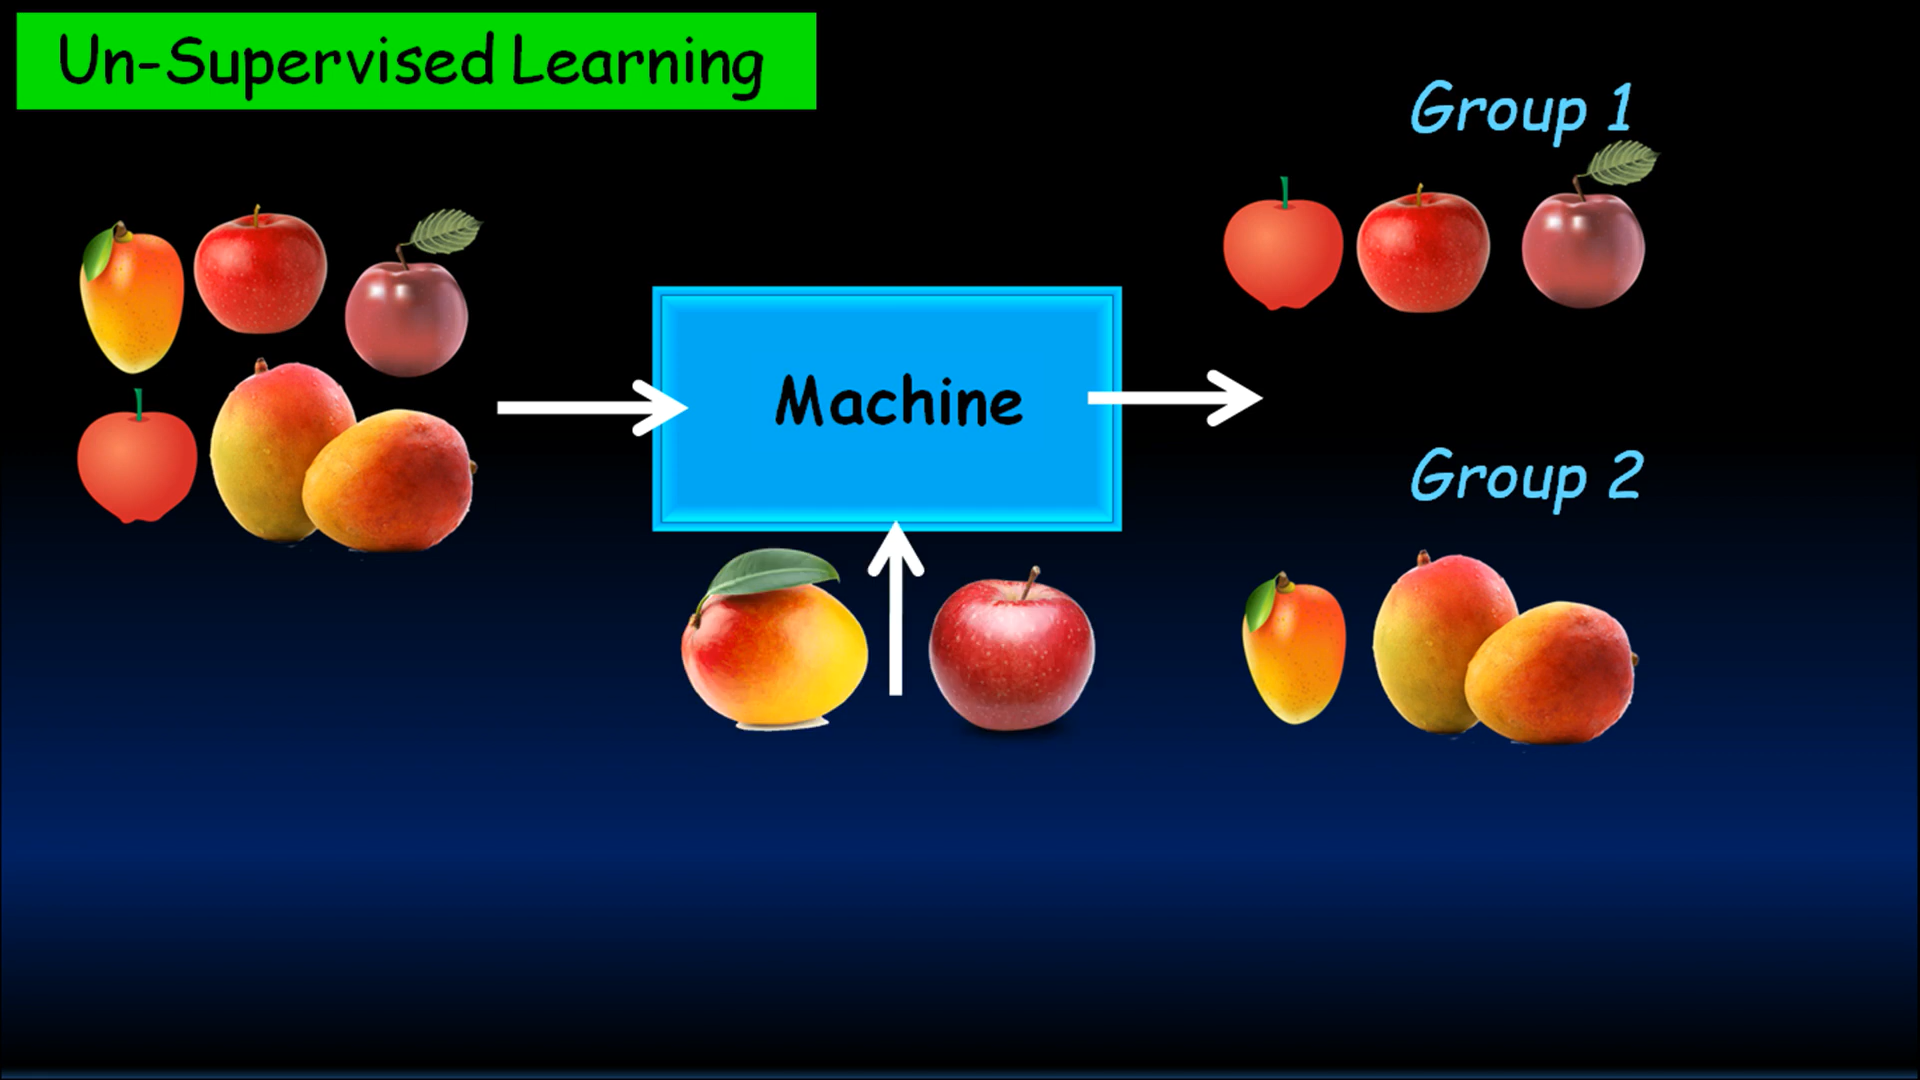 Un-Supervised Learning
Group 1
Machine
Group 2